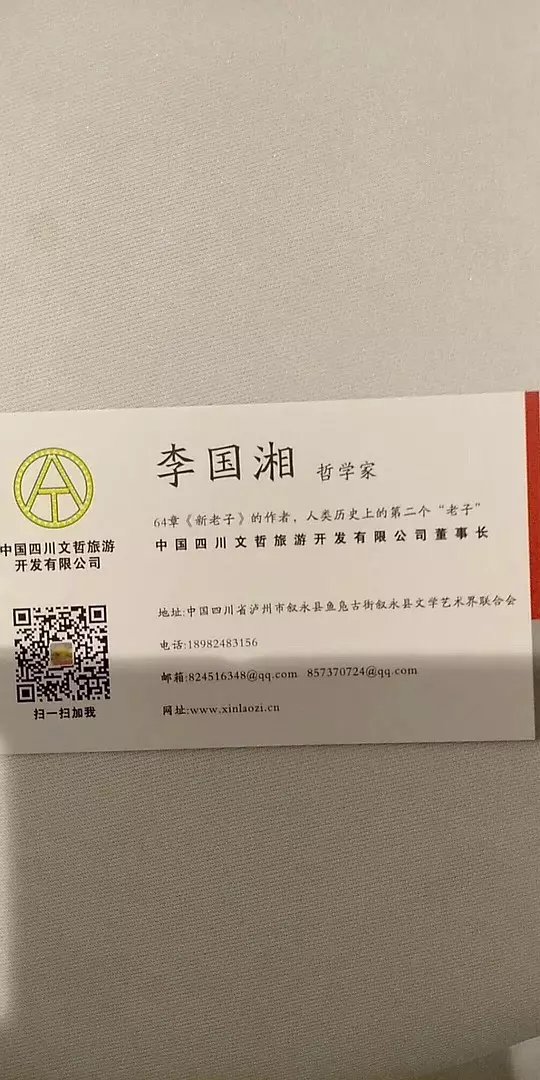 李国湘 哲学家
64章《新老子》的作者，人类历史上的第二个“老子”
中国四川文哲旅游开发有限公司董事长
中国四川文哲旅游
开发有限公司
地址:中国四川省泸州市叙永县鱼凫古街叙永县文学艺术界联合会
电话:18982483156
邮箱:824516348@qq.com 857370724@qq.com
网址:www.xinlaozi.cn
扫一扫加我